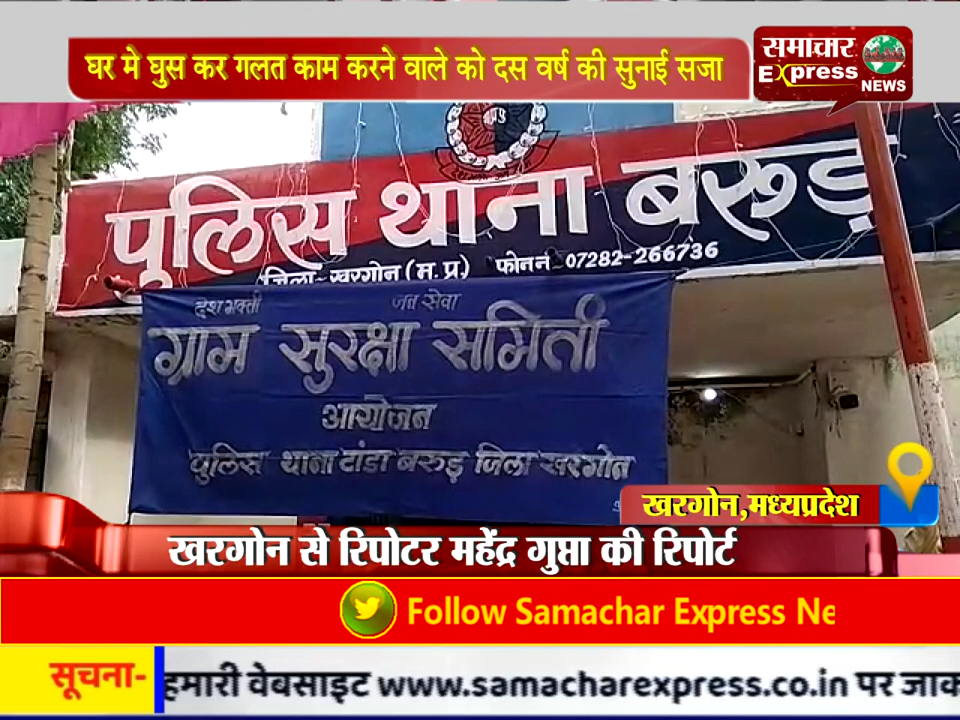 घर मे घुस कर गलत काम करने वाले को दस वर्ष की सुनाई सजा
समाचार
Express
NEWS
पुलिस थाना बरुड़
जिला-खरगोन (म.प्र.) फोननं 07282-266736
देशभक्ती जन सेवा
ग्राम सुरक्षा समिती
आयोजन
पुलिस थाना टांडा बरुड़ जिला खरगोन
खरगोन,मध्यप्रदेश
खरगोन से रिपोटर महेंद्र गुप्ता की रिपोर्ट
Follow Samachar Express Ne
सूचना- हमारी वेबसाइट www.samacharexpress.co.in पर जाक